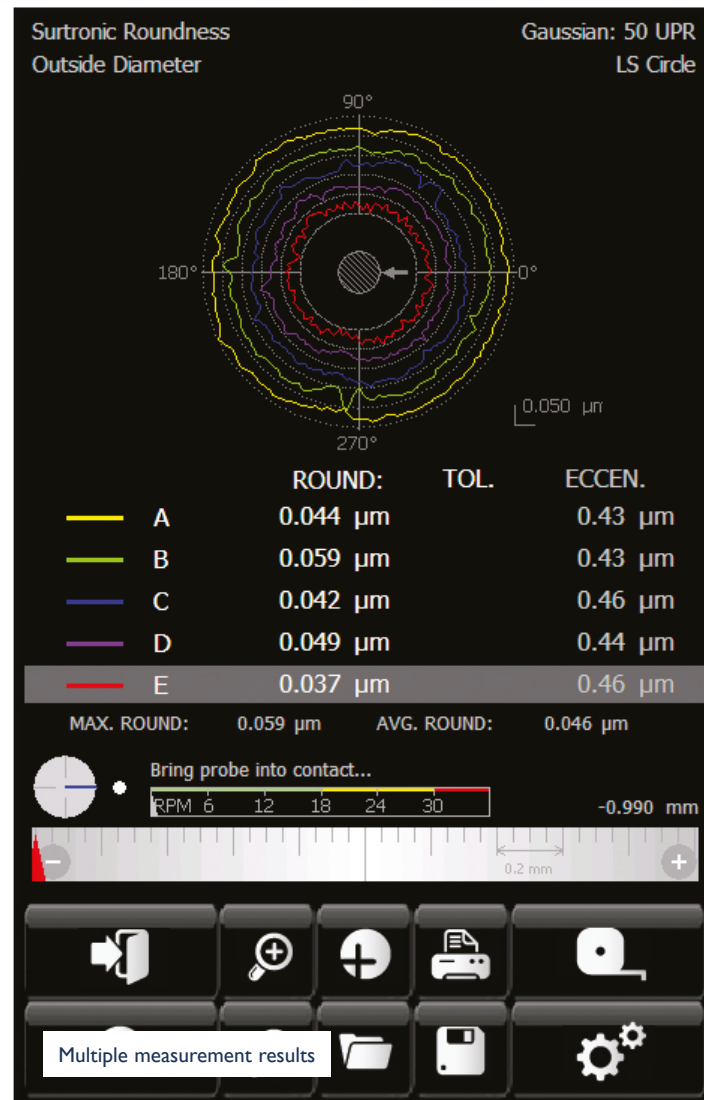 Surtronic Roundness Gaussian: 50 UPR
Outside Diameter LS Circle
90°
180° 0°
0.050 µm
270°
ROUND: TOL. ECCEN.
A 0.044 µm 0.43 µm
B 0.059 µm 0.43 µm
C 0.042 µm 0.46 µm
D 0.049 µm 0.44 µm
E 0.037 µm 0.46 µm
MAX. ROUND: 0.059 µm AVG. ROUND: 0.046 µm
Bring probe into contact...
RPM 6 12 18 24 30 -0.990 mm
− +
0.2 mm
Multiple measurement results